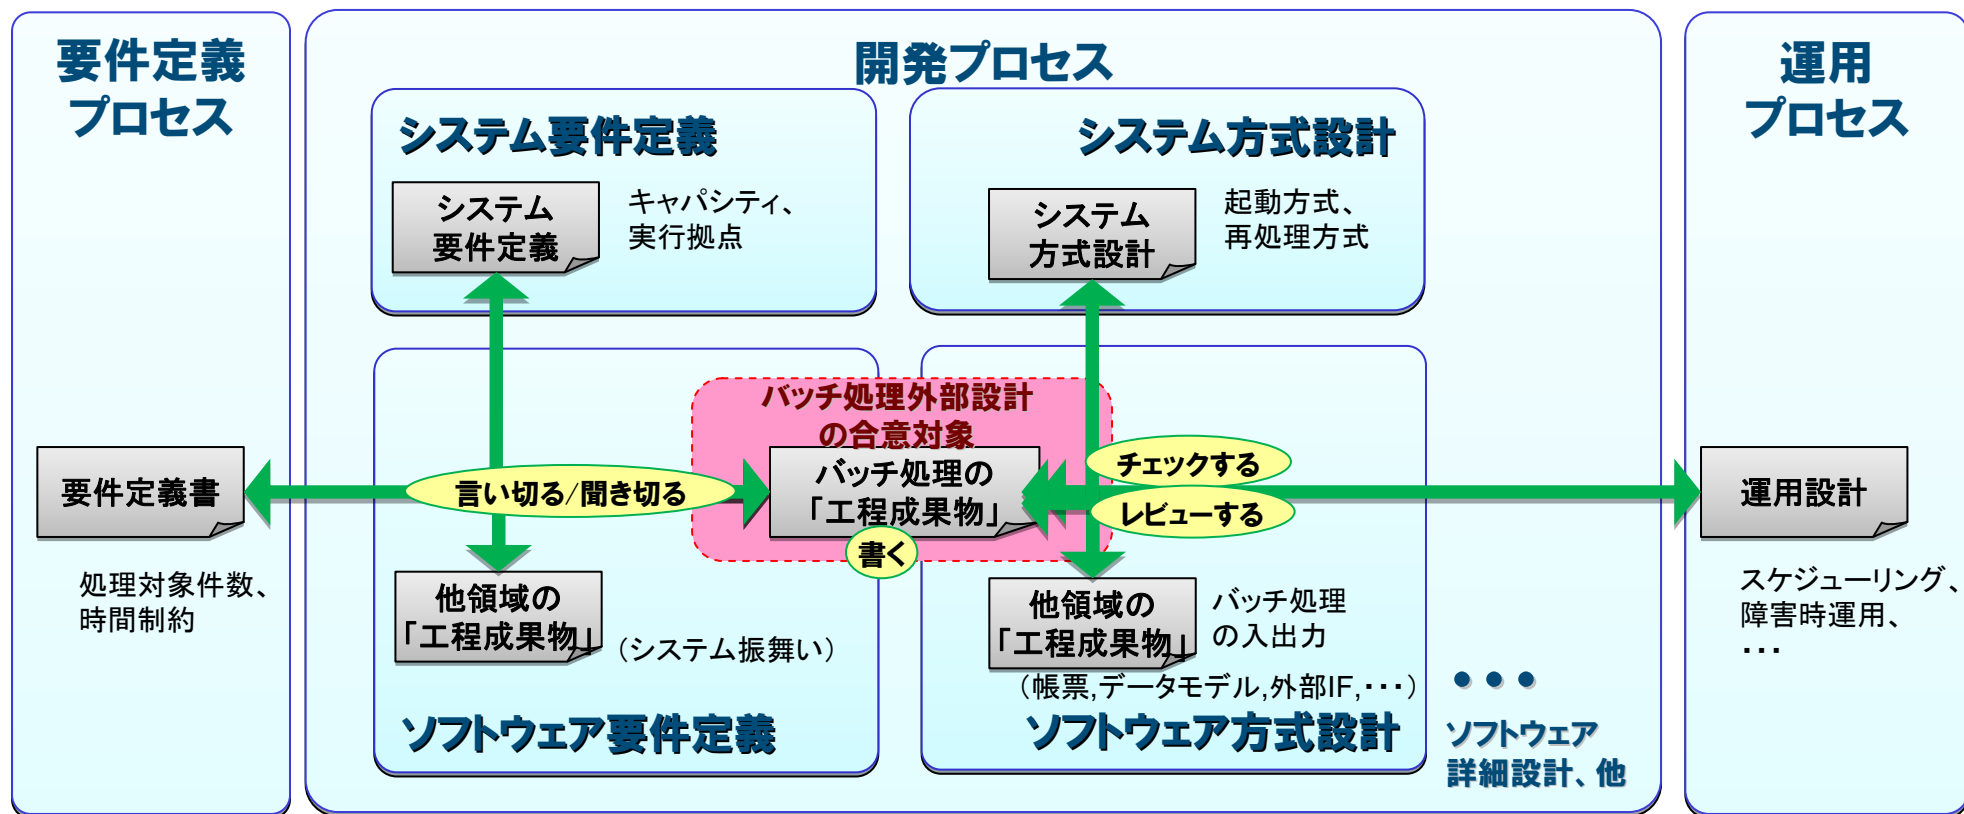 要件定義
プロセス
要件定義書
処理対象件数、
時間制約
開発プロセス
システム要件定義
システム
要件定義
キャパシティ、
実行拠点
システム方式設計
システム
方式設計
起動方式、
再処理方式
バッチ処理外部設計
の合意対象
バッチ処理の
「工程成果物」
言い切る/聞き切る
書く
チェックする
レビューする
他領域の
「工程成果物」
（システム振舞い）
ソフトウェア要件定義
他領域の
「工程成果物」
バッチ処理
の入出力
（帳票,データモデル,外部IF,･･･）
ソフトウェア方式設計
●●●
ソフトウェア
詳細設計、他
運用
プロセス
運用設計
スケジューリング、
障害時運用、
･･･